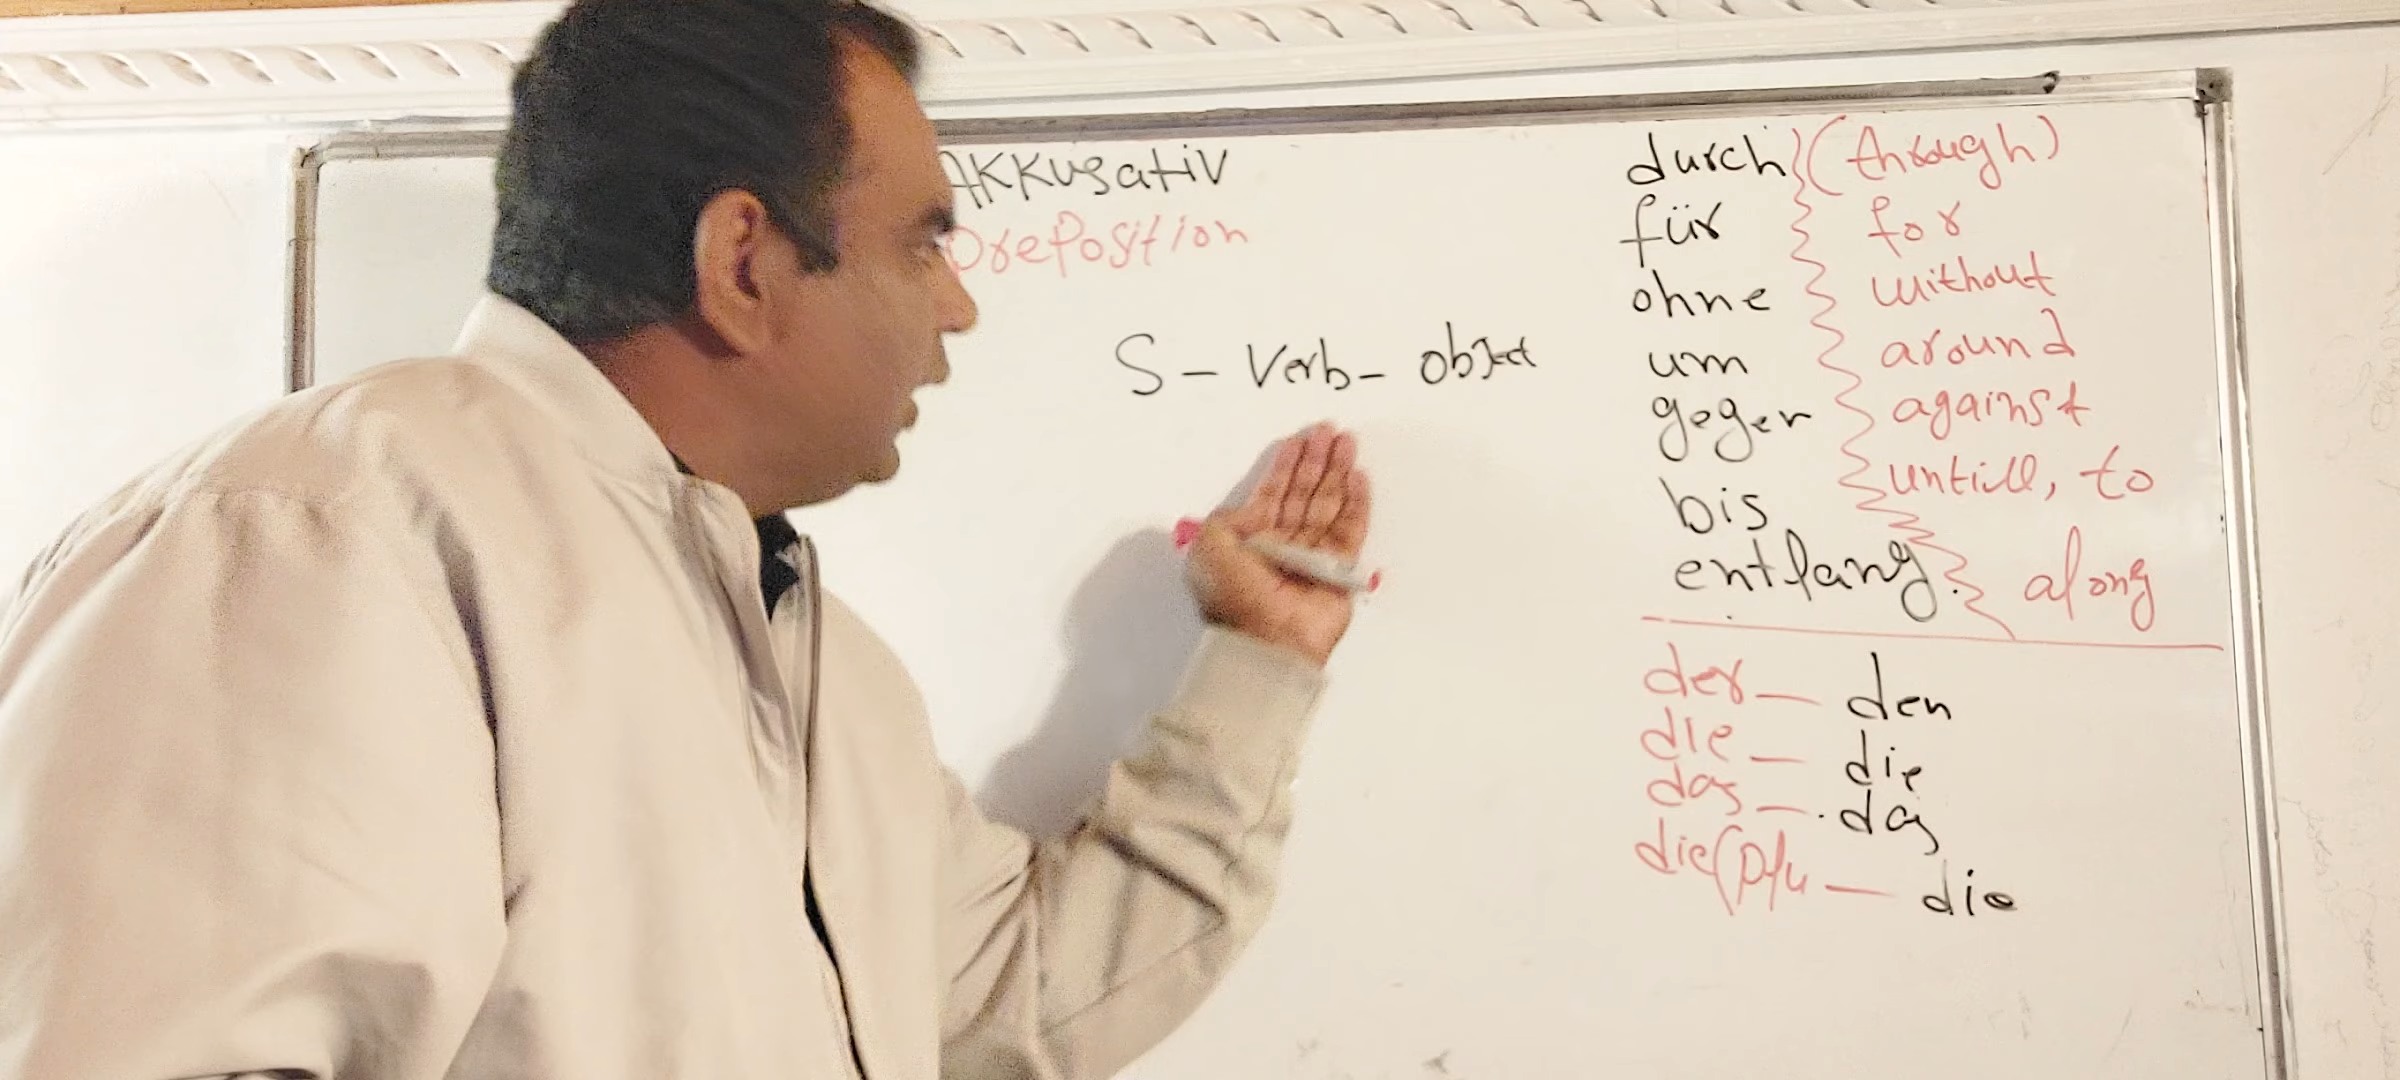 AKKusativ
Preposition
S - Verb - object
durch (through)
für for
ohne without
um around
gegen against
bis untill, to
entlang. along
der - den
die - die
das - das
die (plu - die